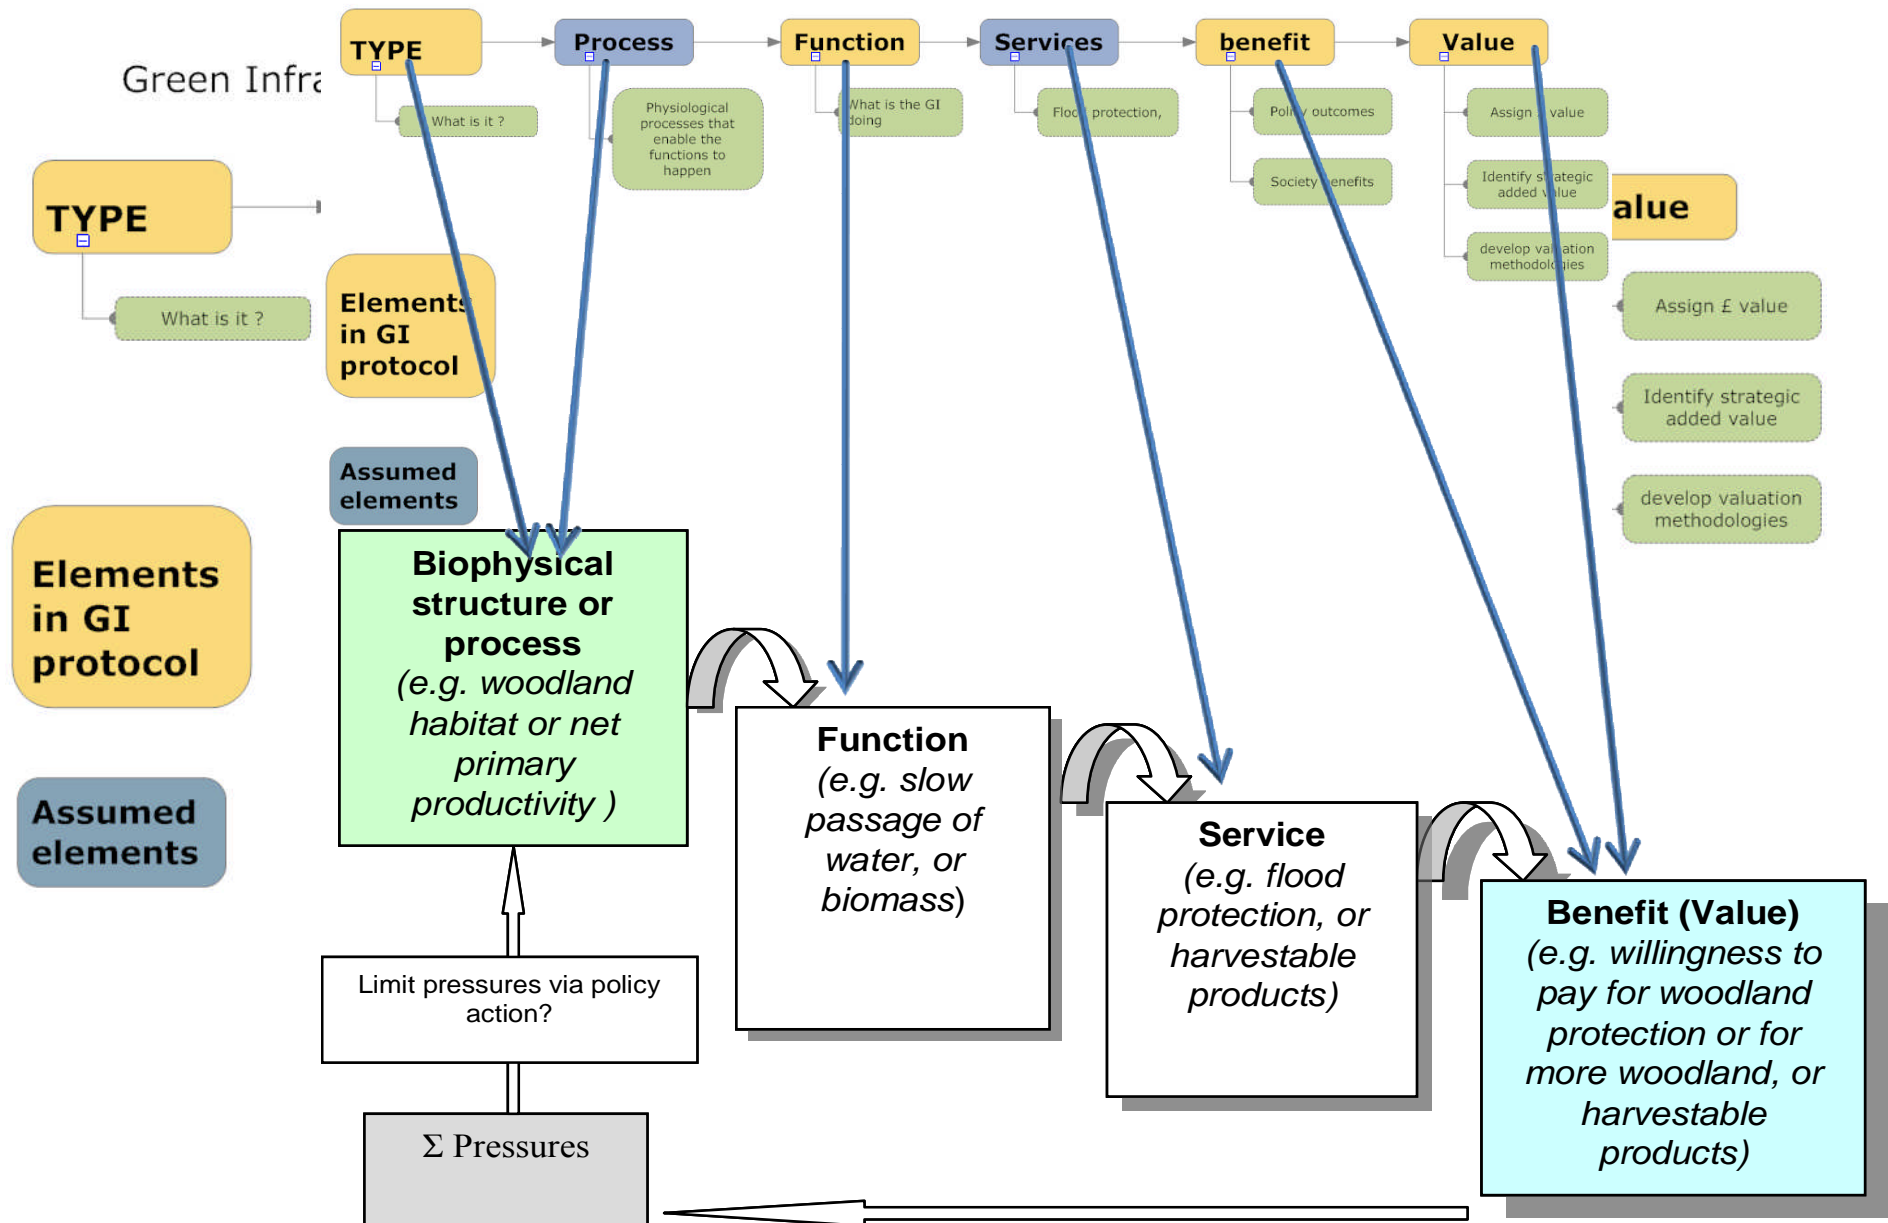 TYPE
Process
Function
Services
benefit
Value
Green Infra
What is it ?
Physiological
processes that
enable the
functions to
happen
What is the GI
doing
Flood protection,
Policy outcomes
Society benefits
Assign £ value
Identify strategic
added value
develop valuation
methodologies
TYPE
What is it ?
alue
Assign £ value
Identify strategic
added value
develop valuation
methodologies
Elements
in GI
protocol
Assumed
elements
Elements
in GI
protocol
Assumed
elements
Biophysical
structure or
process
(e.g. woodland
habitat or net
primary
productivity )
Function
(e.g. slow
passage of
water, or
biomass)
Service
(e.g. flood
protection, or
harvestable
products)
Benefit (Value)
(e.g. willingness to
pay for woodland
protection or for
more woodland, or
harvestable
products)
Limit pressures via policy
action?
Σ Pressures